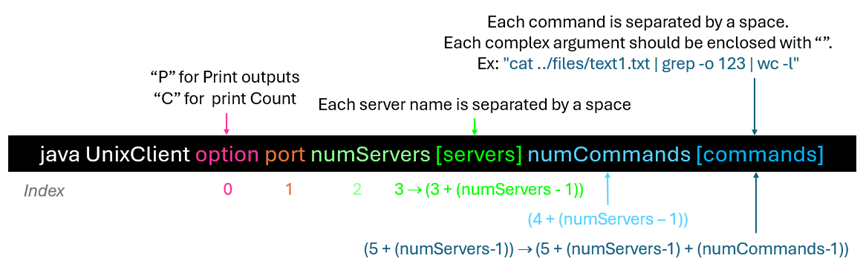 Each command is separated by a space.
Each complex argument should be enclosed with “”.
Ex: "cat ../files/text1.txt | grep -o 123 | wc -l"
“P” for Print outputs
“C” for print Count
Each server name is separated by a space
java UnixClient option port numServers [servers] numCommands [commands]
Index 0 1 2 3 → (3 + (numServers - 1))
(4 + (numServers – 1))
(5 + (numServers-1)) → (5 + (numServers-1) + (numCommands-1))